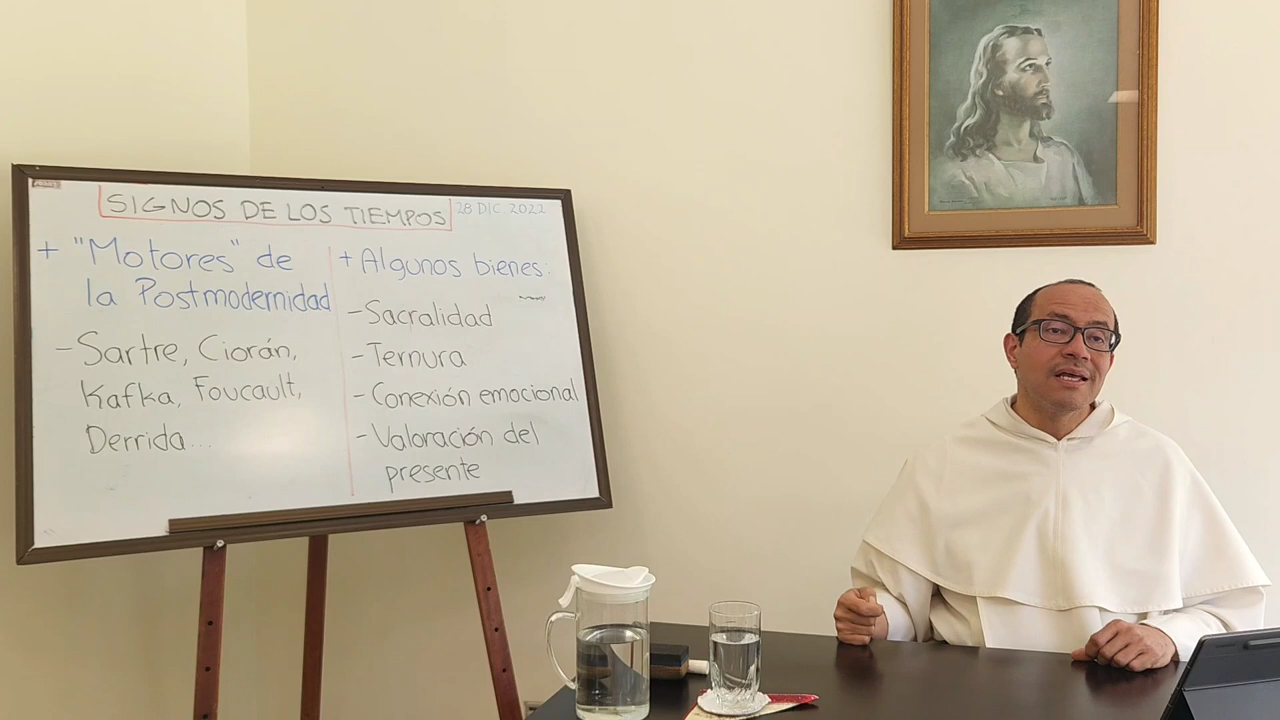 SIGNOS DE LOS TIEMPOS
28 DIC 2022
+ "Motores" de
la Postmodernidad
- Sartre, Ciorán,
Kafka, Foucault,
Derrida...
+ Algunos bienes:
- Sacralidad
- Ternura
- Conexión emocional
- Valoración del
presente